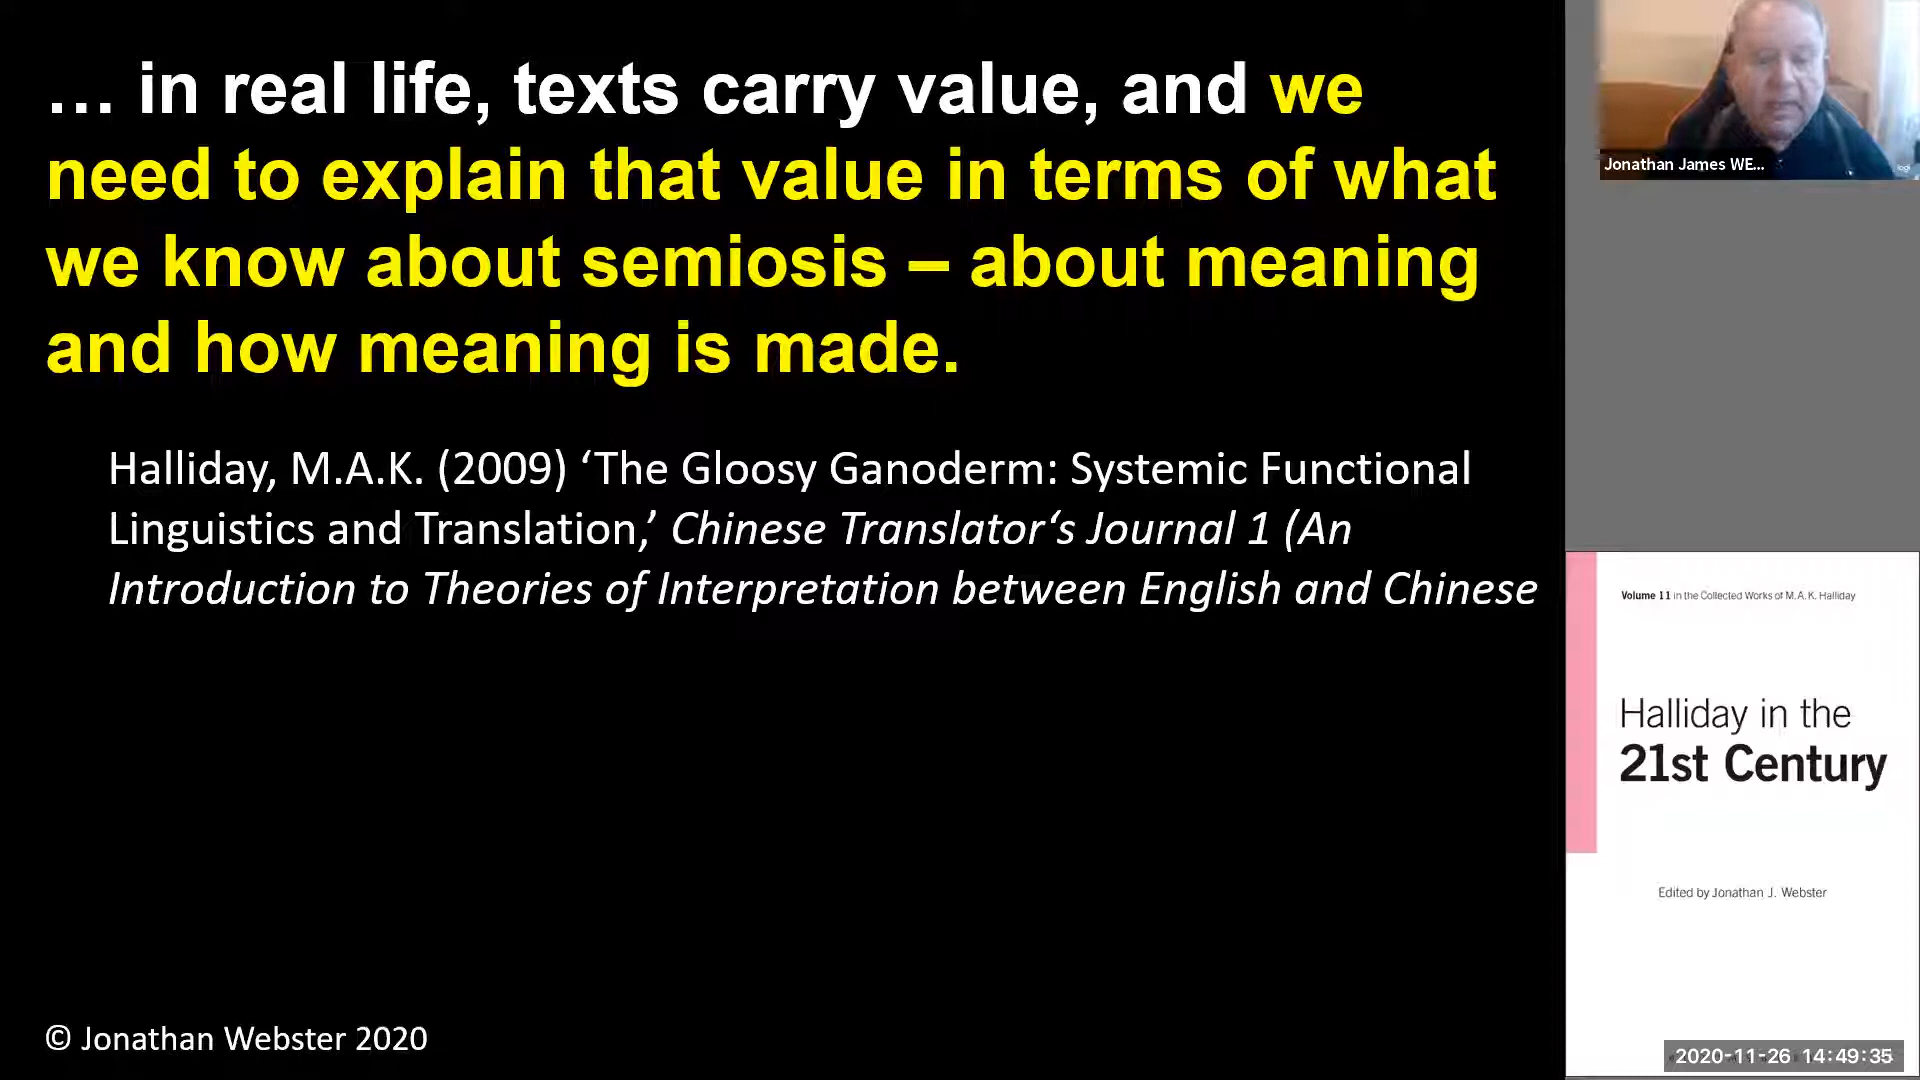 … in real life, texts carry value, and we
need to explain that value in terms of what
we know about semiosis – about meaning
and how meaning is made.
Halliday, M.A.K. (2009) ‘The Gloosy Ganoderm: Systemic Functional
Linguistics and Translation,’ Chinese Translator‘s Journal 1 (An
Introduction to Theories of Interpretation between English and Chinese
© Jonathan Webster 2020
Jonathan James WE...
logi
Volume 11 in the Collected Works of M.A.K. Halliday
Halliday in the
21st Century
Edited by Jonathan J. Webster
2020-11-26 14:49:35